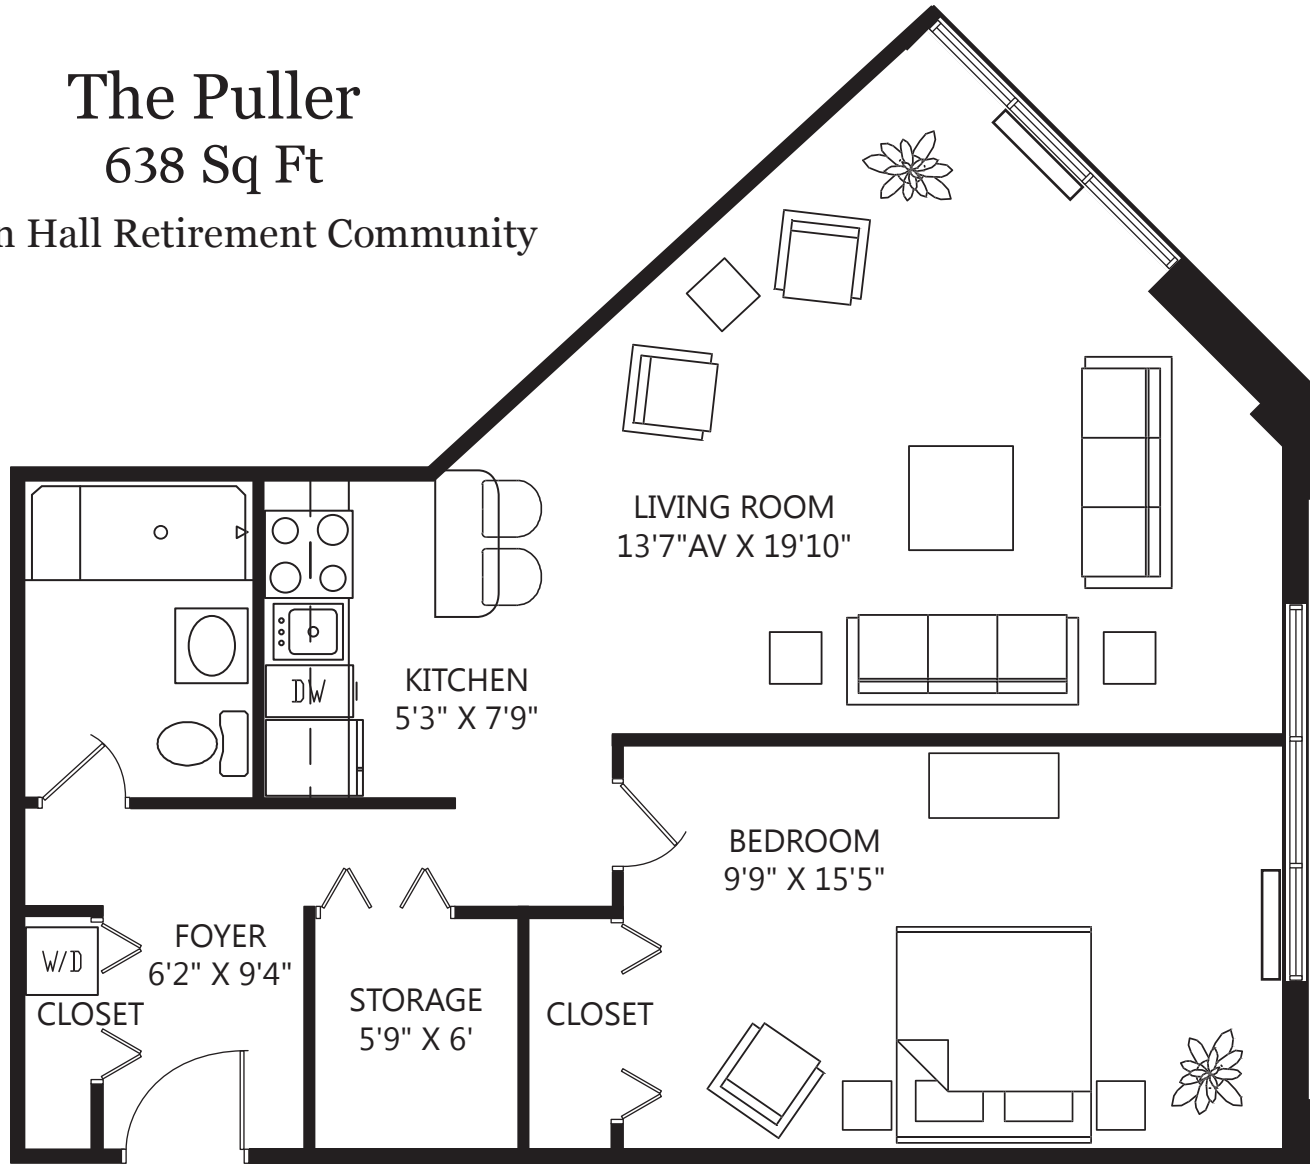 The Puller
638 Sq Ft
Hall Retirement Community
LIVING ROOM
13'7"AV X 19'10"
KITCHEN
5'3" X 7'9"
DW
BEDROOM
9'9" X 15'5"
FOYER
6'2" X 9'4"
W/D
CLOSET
STORAGE
5'9" X 6'
CLOSET